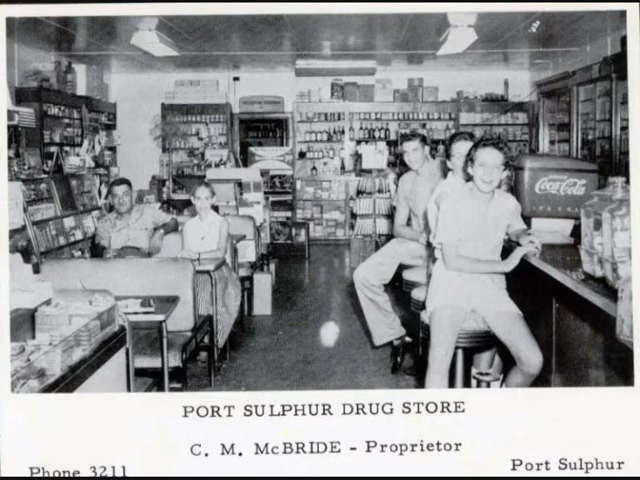 Coca-Cola
PORT SULPHUR DRUG STORE
C. M. McBRIDE - Proprietor
Phone 3211
Port Sulphur